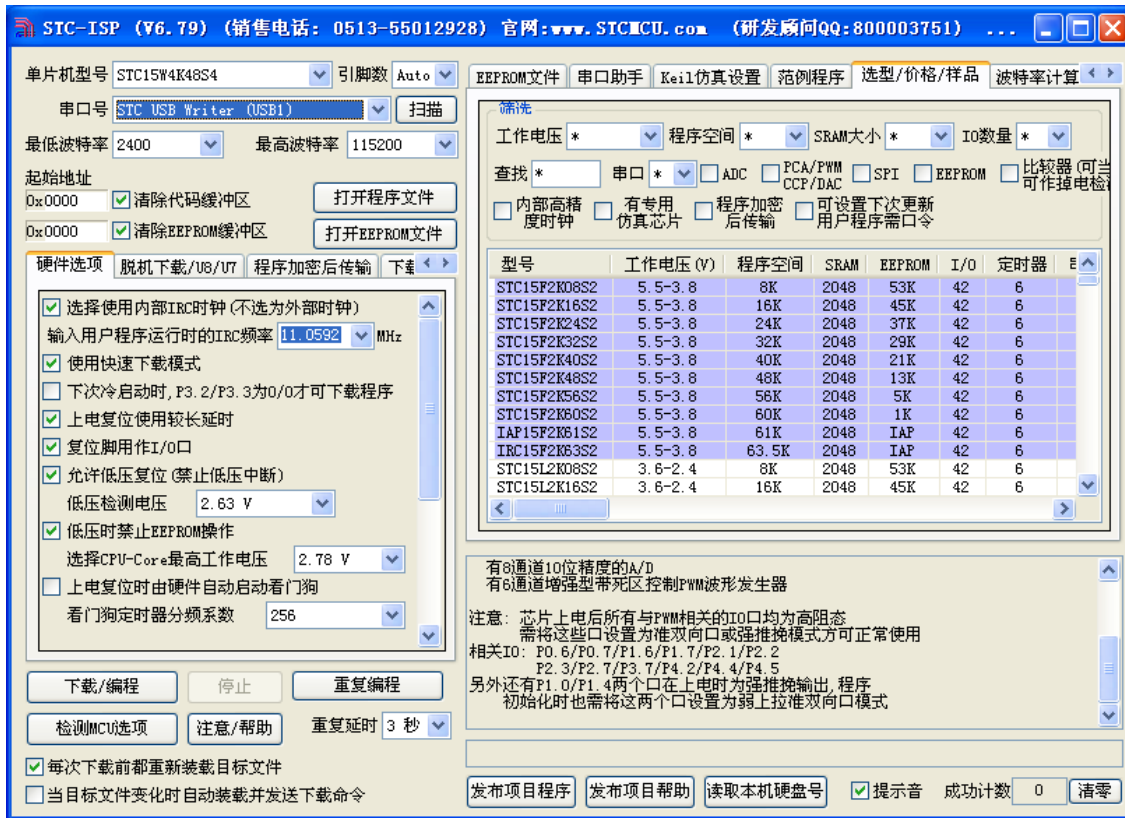 STC-ISP (V6.79) (销售电话: 0513-55012928) 官网:www.STCMCU.com (研发顾问QQ:800003751) ...
单片机型号 STC15W4K48S4 引脚数 Auto
串口号 STC USB Writer (USB1) 扫描
最低波特率 2400 最高波特率 115200
起始地址
0x0000 清除代码缓冲区 打开程序文件
0x0000 清除EEPROM缓冲区 打开EEPROM文件
硬件选项 脱机下载/U8/U7 程序加密后传输
选择使用内部IRC时钟(不选为外部时钟)
输入用户程序运行时的IRC频率 11.0592 MHz
使用快速下载模式
下次冷启动时,P3.2/P3.3为0/0才可下载程序
上电复位使用较长延时
复位脚用作I/O口
允许低压复位(禁止低压中断)
低压检测电压 2.63 V
低压时禁止EEPROM操作
选择CPU-Core最高工作电压 2.78 V
上电复位时由硬件自动启动看门狗
看门狗定时器分频系数 256
下载/编程 停止 重复编程
检测MCU选项 注意/帮助 重复延时 3 秒
每次下载前都重新装载目标文件
当目标文件变化时自动装载并发送下载命令
EEPROM文件 串口助手 Keil仿真设置 范例程序 选型/价格/样品 波特率计算
筛选
工作电压 * 程序空间 * SRAM大小 * IO数量 *
查找 * 串口 * ADC PCA/PWM CCP/DAC SPI EEPROM 比较器(可当 可作掉电检
内部高精度时钟 有专用仿真芯片 程序加密后传输 可设置下次更新用户程序需口令
型号 工作电压(V) 程序空间 SRAM EEPROM I/O 定时器
STC15F2K08S2 5.5-3.8 8K 2048 53K 42 6
STC15F2K16S2 5.5-3.8 16K 2048 45K 42 6
STC15F2K24S2 5.5-3.8 24K 2048 37K 42 6
STC15F2K32S2 5.5-3.8 32K 2048 29K 42 6
STC15F2K40S2 5.5-3.8 40K 2048 21K 42 6
STC15F2K48S2 5.5-3.8 48K 2048 13K 42 6
STC15F2K56S2 5.5-3.8 56K 2048 5K 42 6
STC15F2K60S2 5.5-3.8 60K 2048 1K 42 6
IAP15F2K61S2 5.5-3.8 61K 2048 IAP 42 6
IRC15F2K63S2 5.5-3.8 63.5K 2048 IAP 42 6
STC15L2K08S2 3.6-2.4 8K 2048 53K 42 6
STC15L2K16S2 3.6-2.4 16K 2048 45K 42 6
有8通道10位精度的A/D
有6通道增强型带死区控制PWM波形发生器
注意: 芯片上电后所有与PWM相关的IO口均为高阻态
需将这些口设置为准双向口或强推挽模式方可正常使用
相关IO: P0.6/P0.7/P1.6/P1.7/P2.1/P2.2
P2.3/P2.7/P3.7/P4.2/P4.4/P4.5
另外还有P1.0/P1.4两个口在上电时为强推挽输出,程序
初始化时也需将这两个口设置为弱上拉准双向口模式
发布项目程序 发布项目帮助 读取本机硬盘号 提示音 成功计数 0 清零